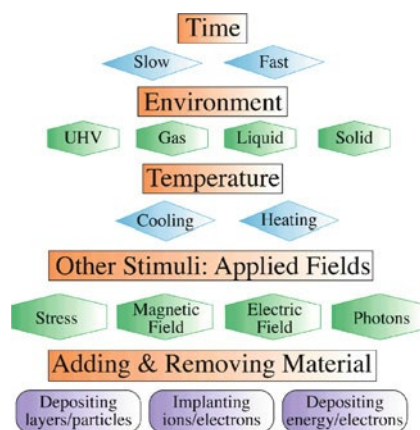 Time
Slow Fast
Environment
UHV Gas Liquid Solid
Temperature
Cooling Heating
Other Stimuli: Applied Fields
Stress Magnetic Field Electric Field Photons
Adding & Removing Material
Depositing layers/particles Implanting ions/electrons Depositing energy/electrons